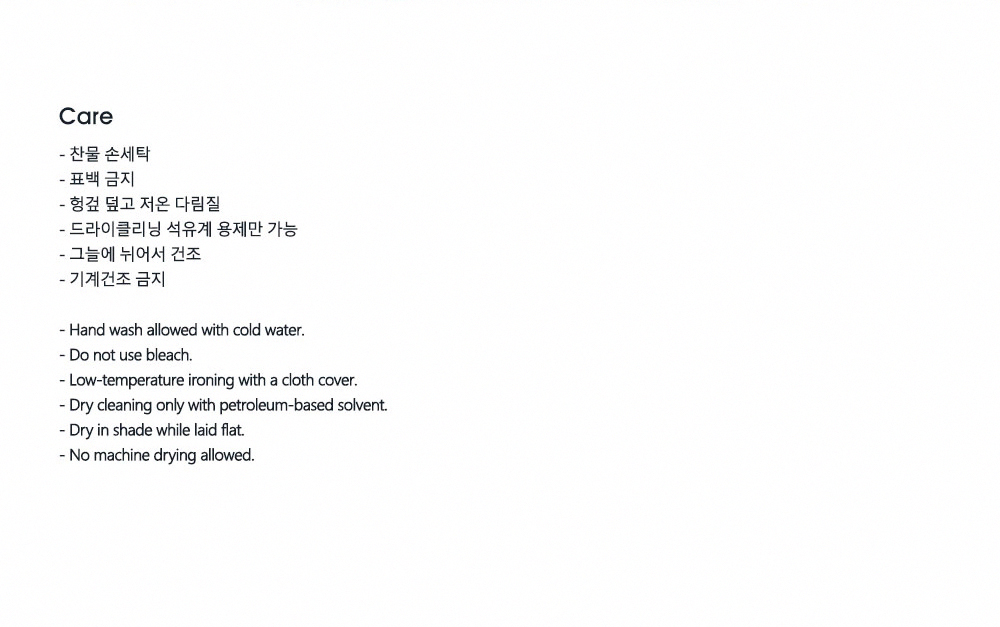 Care
- 찬물 손세탁
- 표백 금지
- 헝겊 덮고 저온 다림질
- 드라이클리닝 석유계 용제만 가능
- 그늘에 뉘어서 건조
- 기계건조 금지
- Hand wash allowed with cold water.
- Do not use bleach.
- Low-temperature ironing with a cloth cover.
- Dry cleaning only with petroleum-based solvent.
- Dry in shade while laid flat.
- No machine drying allowed.